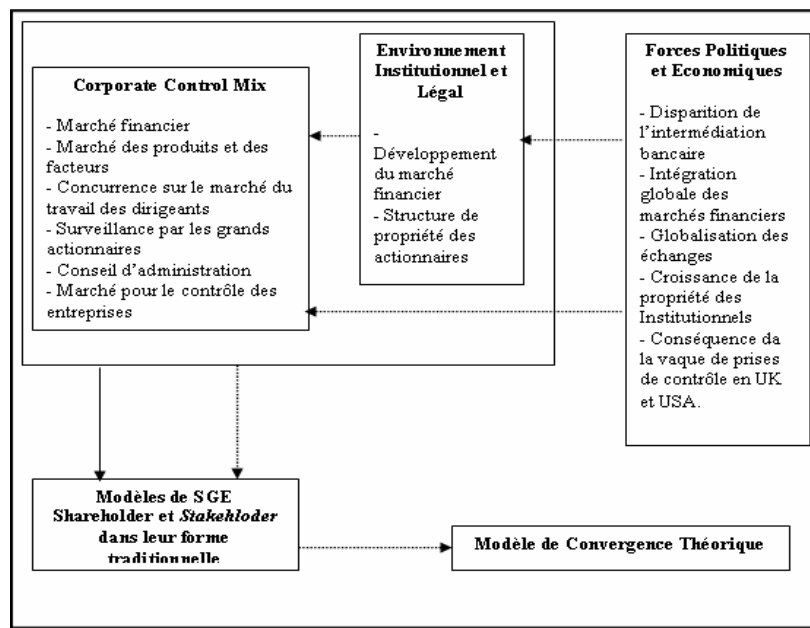 Corporate Control Mix
- Marché financier
- Marché des produits et des
facteurs
- Concurrence sur le marché du
travail des dirigeants
- Surveillance par les grands
actionnaires
- Conseil d'administration
- Marché pour le contrôle des
entreprises
Environnement
Institutionnel et
Légal
-
Développement
du marché
financier
- Structure de
propriété des
actionnaires
Forces Politiques
et Economiques
- Disparition de
l'intermédiation
bancaire
- Intégration
globale des
marchés financiers
- Globalisation des
échanges
- Croissance de la
propriété des
Institutionnels
- Conséquence da
la vaque de prises
de contrôle en UK
et USA.
Modèles de SGE
Shareholder et Stakehloder
dans leur forme
traditionnelle
Modèle de Convergence Théorique